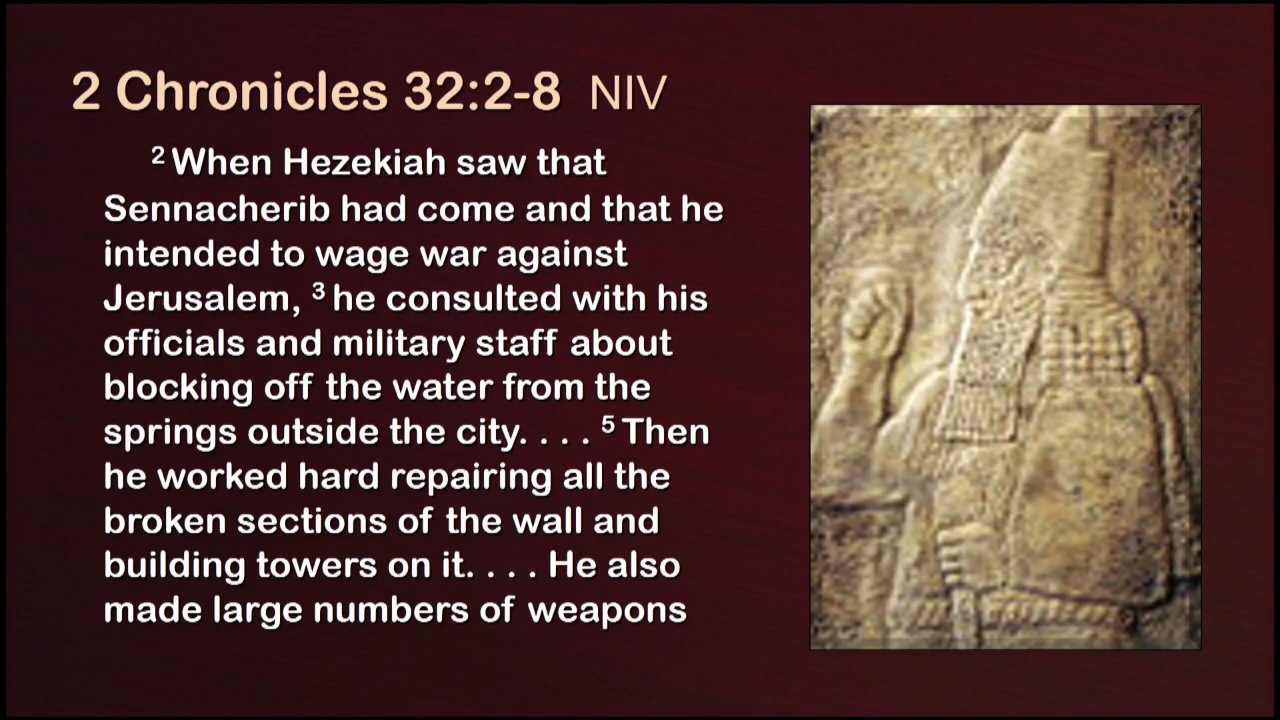 2 Chronicles 32:2-8 NIV
2 When Hezekiah saw that
Sennacherib had come and that he
intended to wage war against
Jerusalem, 3 he consulted with his
officials and military staff about
blocking off the water from the
springs outside the city. . . . 5 Then
he worked hard repairing all the
broken sections of the wall and
building towers on it. . . . He also
made large numbers of weapons